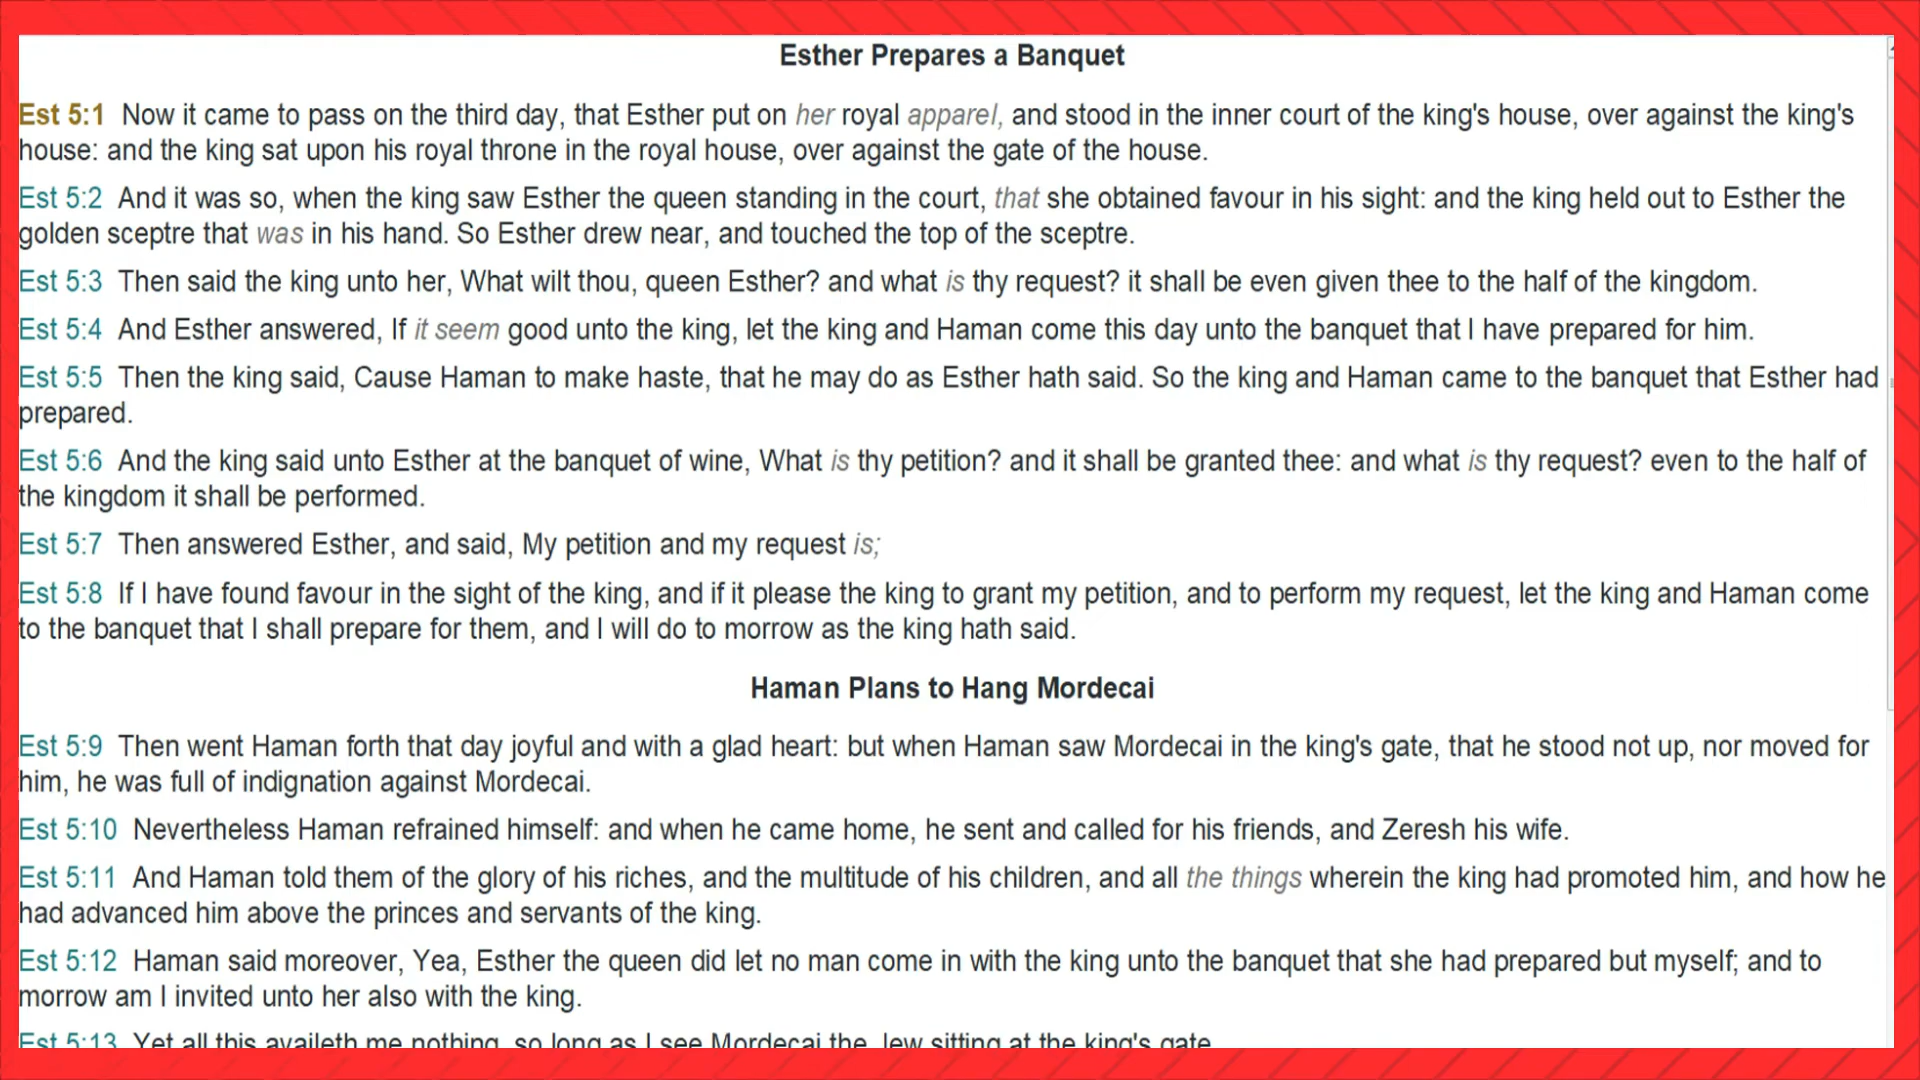 Esther Prepares a Banquet
Est 5:1 Now it came to pass on the third day, that Esther put on her royal apparel, and stood in the inner court of the king's house, over against the king's
house: and the king sat upon his royal throne in the royal house, over against the gate of the house.
Est 5:2 And it was so, when the king saw Esther the queen standing in the court, that she obtained favour in his sight: and the king held out to Esther the
golden sceptre that was in his hand. So Esther drew near, and touched the top of the sceptre.
Est 5:3 Then said the king unto her, What wilt thou, queen Esther? and what is thy request? it shall be even given thee to the half of the kingdom.
Est 5:4 And Esther answered, If it seem good unto the king, let the king and Haman come this day unto the banquet that I have prepared for him.
Est 5:5 Then the king said, Cause Haman to make haste, that he may do as Esther hath said. So the king and Haman came to the banquet that Esther had
prepared.
Est 5:6 And the king said unto Esther at the banquet of wine, What is thy petition? and it shall be granted thee: and what is thy request? even to the half of
the kingdom it shall be performed.
Est 5:7 Then answered Esther, and said, My petition and my request is;
Est 5:8 If I have found favour in the sight of the king, and if it please the king to grant my petition, and to perform my request, let the king and Haman come
to the banquet that I shall prepare for them, and I will do to morrow as the king hath said.
Haman Plans to Hang Mordecai
Est 5:9 Then went Haman forth that day joyful and with a glad heart: but when Haman saw Mordecai in the king's gate, that he stood not up, nor moved for
him, he was full of indignation against Mordecai.
Est 5:10 Nevertheless Haman refrained himself: and when he came home, he sent and called for his friends, and Zeresh his wife.
Est 5:11 And Haman told them of the glory of his riches, and the multitude of his children, and all the things wherein the king had promoted him, and how he
had advanced him above the princes and servants of the king.
Est 5:12 Haman said moreover, Yea, Esther the queen did let no man come in with the king unto the banquet that she had prepared but myself; and to
morrow am I invited unto her also with the king.
Est 5:13 Yet all this availeth me nothing, so long as I see Mordecai the Jew sitting at the king's gate.